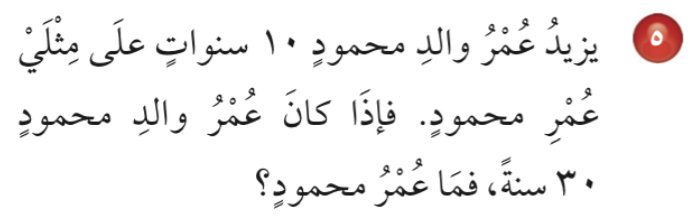 ٥ يزيدُ عُمْرُ والدِ محمودٍ ١٠ سنواتٍ علَى مِثْلَيْ
عُمْرِ محمودٍ. فإذَا كانَ عُمْرُ والدِ محمودٍ
٣٠ سنةً، فمَا عُمْرُ محمودٍ؟